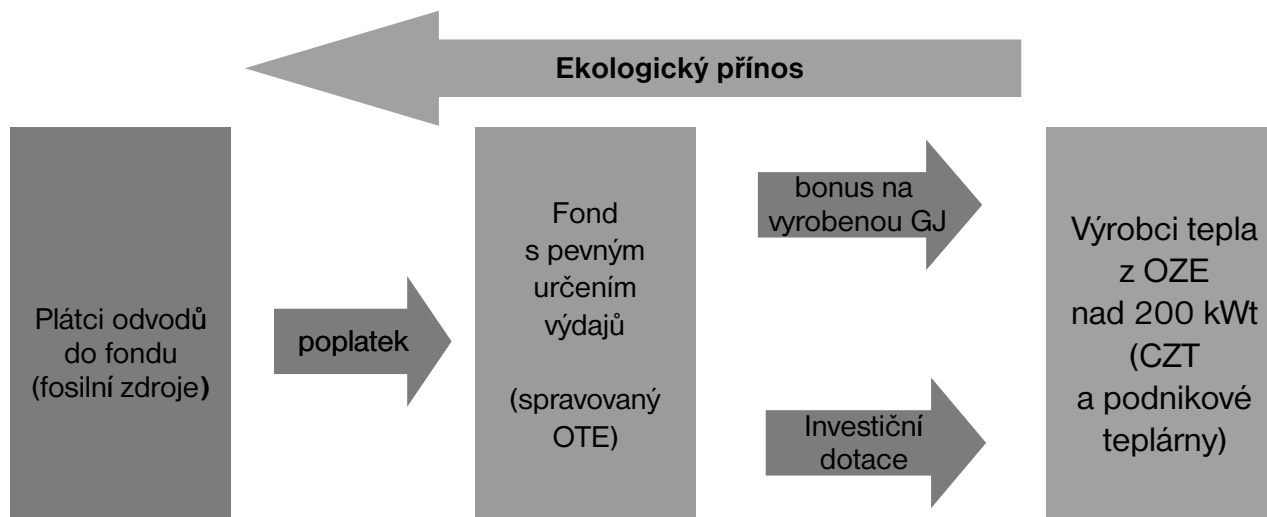 Ekologický přínos
Plátci odvodů
do fondu
(fosilní zdroje)
poplatek
Fond
s pevným
určením
výdajů
(spravovaný
OTE)
bonus na
vyrobenou GJ
Investiční
dotace
Výrobci tepla
z OZE
nad 200 kWt
(CZT
a podnikové
teplárny)